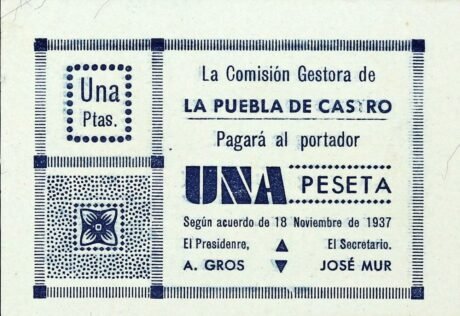 Una
Ptas.
La Comisión Gestora de
LA PUEBLA DE CASTRO
Pagará al portador
UNA PESETA
Según acuerdo de 18 Noviembre de 1937
El Presidenre, El Secretario.
A. GROS JOSÉ MUR